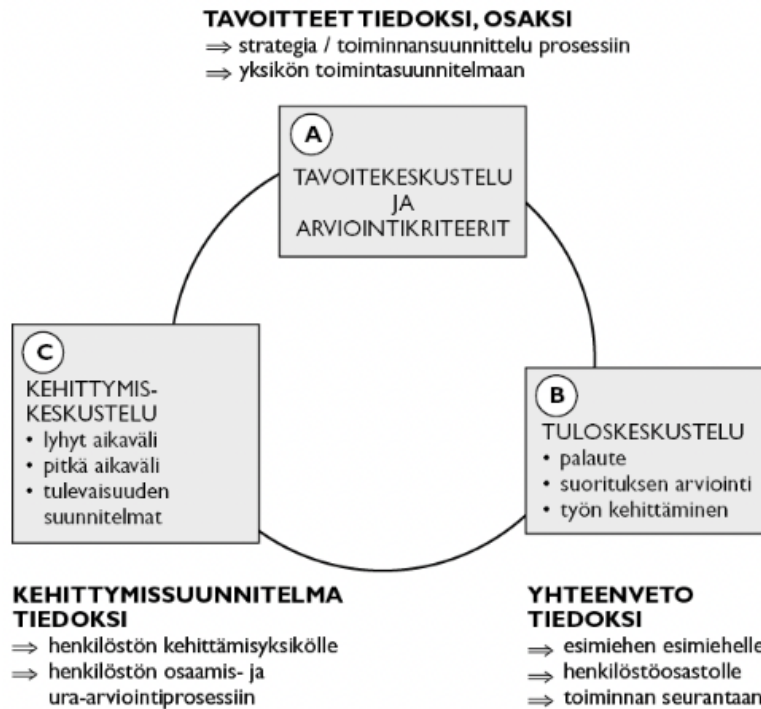 TAVOITTEET TIEDOKSI, OSAKSI
⇒ strategia / toiminnansuunnittelu prosessiin
⇒ yksikön toimintasuunnitelmaan
A
TAVOITEKESKUSTELU
JA
ARVIOINTIKRITEERIT
C
KEHITTYMIS-
KESKUSTELU
• lyhyt aikaväli
• pitkä aikaväli
• tulevaisuuden
suunnitelmat
B
TULOSKESKUSTELU
• palaute
• suorituksen arviointi
• työn kehittäminen
KEHITTYMISSUUNNITELMA
TIEDOKSI
⇒ henkilöstön kehittämisyksikölle
⇒ henkilöstön osaamis- ja
ura-arviointiprosessiin
YHTEENVETO
TIEDOKSI
⇒ esimiehen esimiehelle
⇒ henkilöstöosastolle
⇒ toiminnan seurantaan